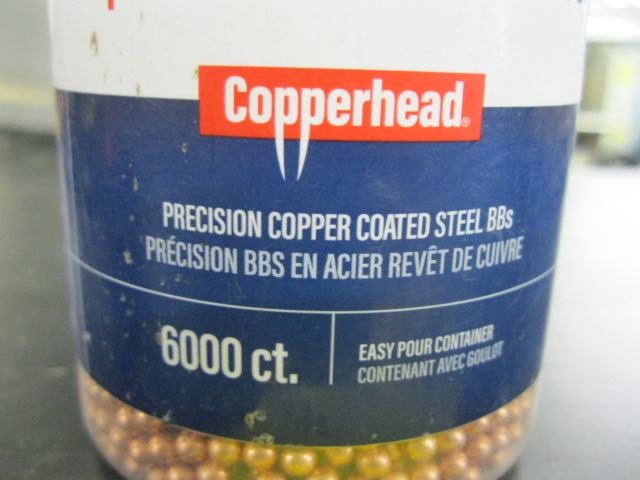 Copperhead®
PRECISION COPPER COATED STEEL BBs
PRÉCISION BBS EN ACIER REVÊT DE CUIVRE
6000 ct.
EASY POUR CONTAINER
CONTENANT AVEC GOULOT